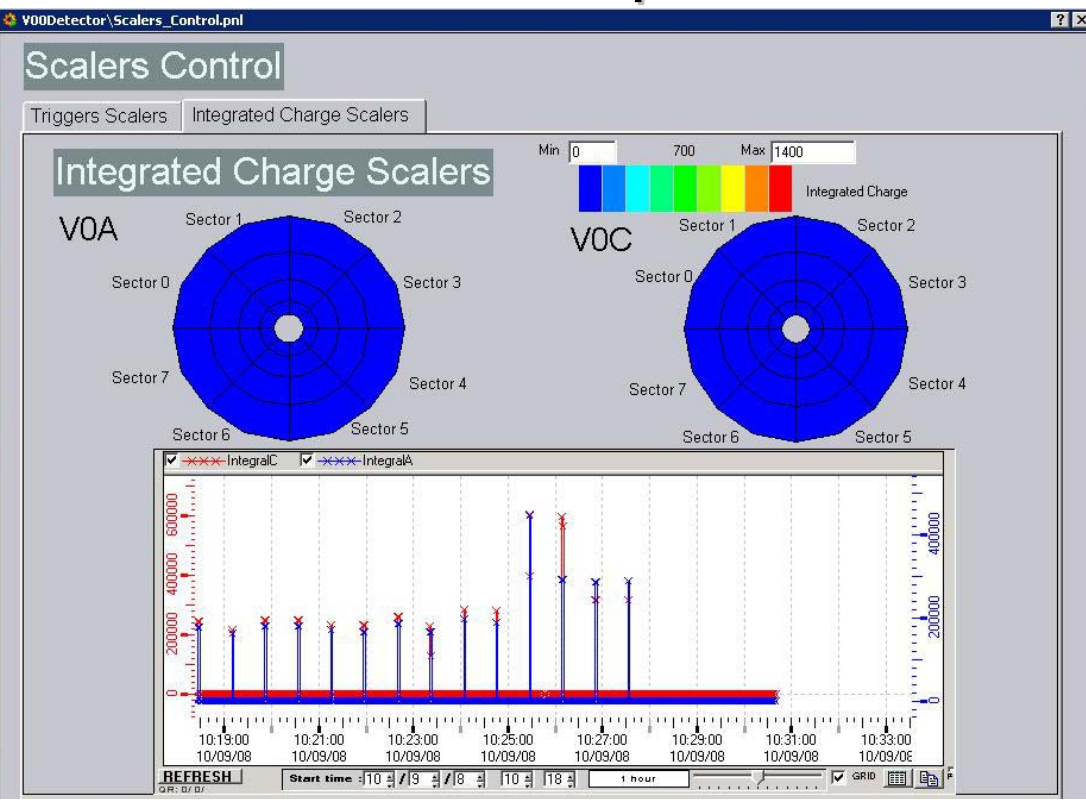 V00Detector\Scalers_Control.pnl
Scalers Control
Triggers Scalers
Integrated Charge Scalers
Integrated Charge Scalers
Min 0 700 Max 1400
Integrated Charge
V0A
Sector 1
Sector 2
Sector 0
Sector 3
Sector 7
Sector 4
Sector 6
Sector 5
V0C
Sector 1
Sector 2
Sector 0
Sector 3
Sector 7
Sector 4
Sector 6
Sector 5
IntegralC IntegralA
600000
400000
200000
0
400000
200000
0
10:19:00 10:21:00 10:23:00 10:25:00 10:27:00 10:29:00 10:31:00 10:33:00
10/09/08 10/09/08 10/09/08 10/09/08 10/09/08 10/09/08 10/09/08 10/09/08
REFRESH
QR: 0/0/
Start time : 10 / 9 / 8 10 18 1 hour GRID